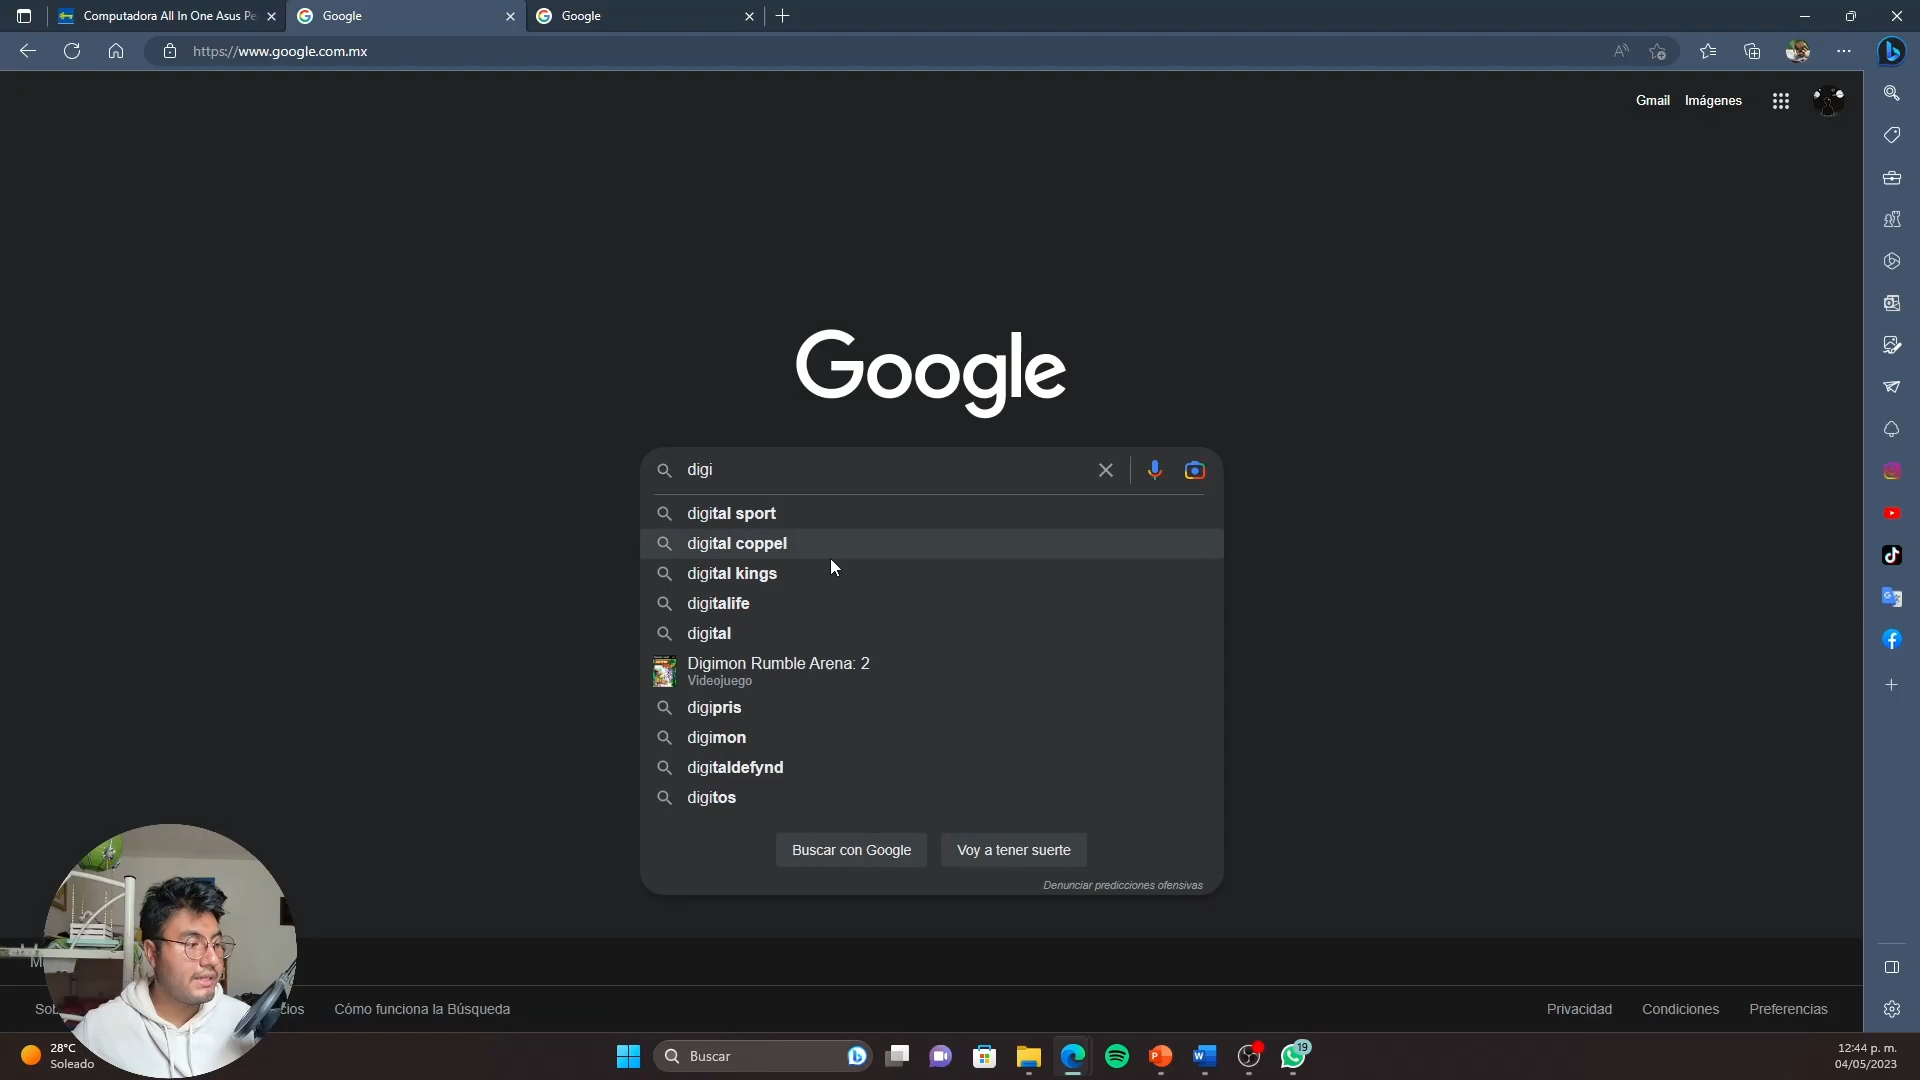 Computadora All In One Asus Pe
Google
Google
https://www.google.com.mx
Gmail
Imágenes
Google
digi
digital sport
digital coppel
digital kings
digitalife
digital
Digimon Rumble Arena: 2
Videojuego
digipris
digimon
digitaldefynd
digitos
Buscar con Google
Voy a tener suerte
Denunciar predicciones ofensivas
Cómo funciona la Búsqueda
Privacidad
Condiciones
Preferencias
28°C
Soleado
Buscar
19
12:44 p. m.
04/05/2023